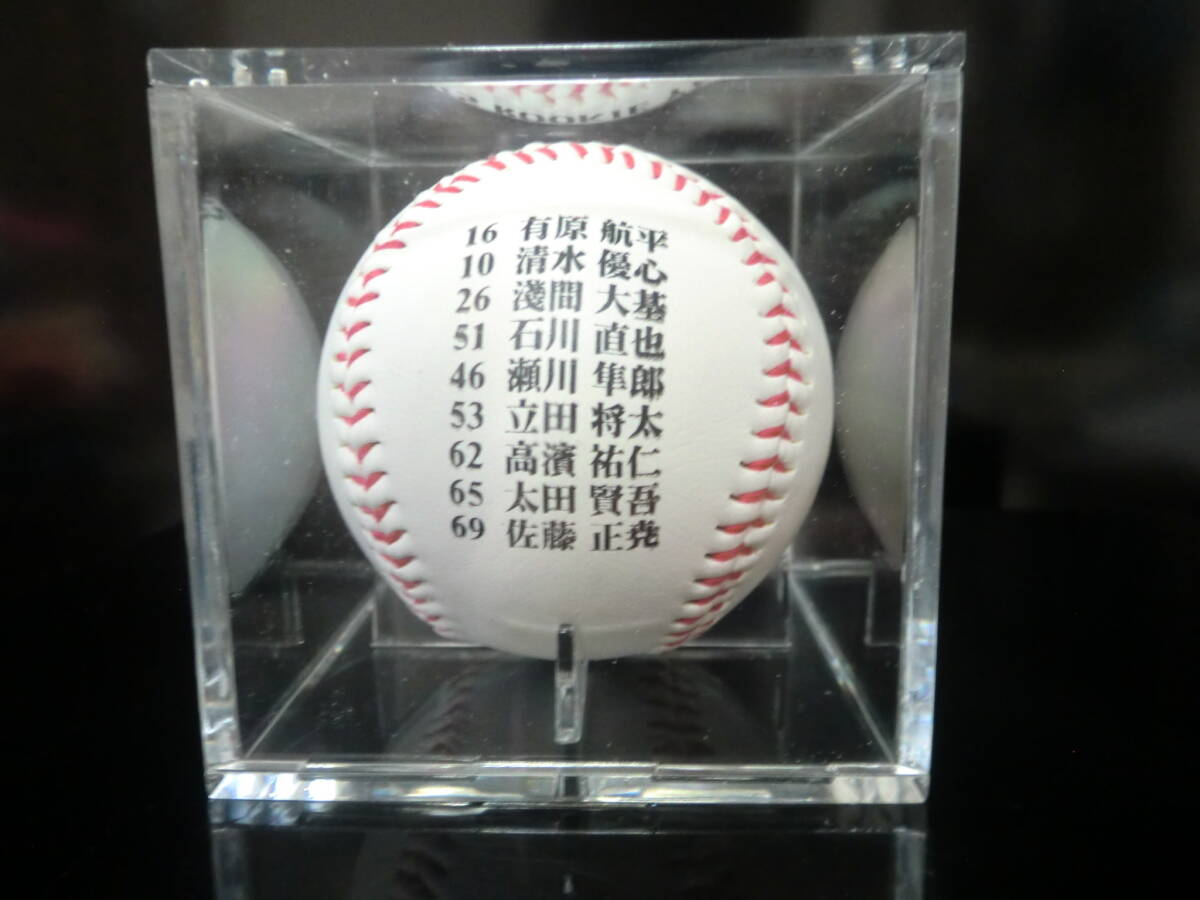 ROOKIE
16 有原 航平
10 清水 優心
26 淺間 大基
51 石川 直也
46 瀬川 隼郎
53 立田 将太
62 高濱 祐仁
65 太田 賢吾
69 佐藤 正尭